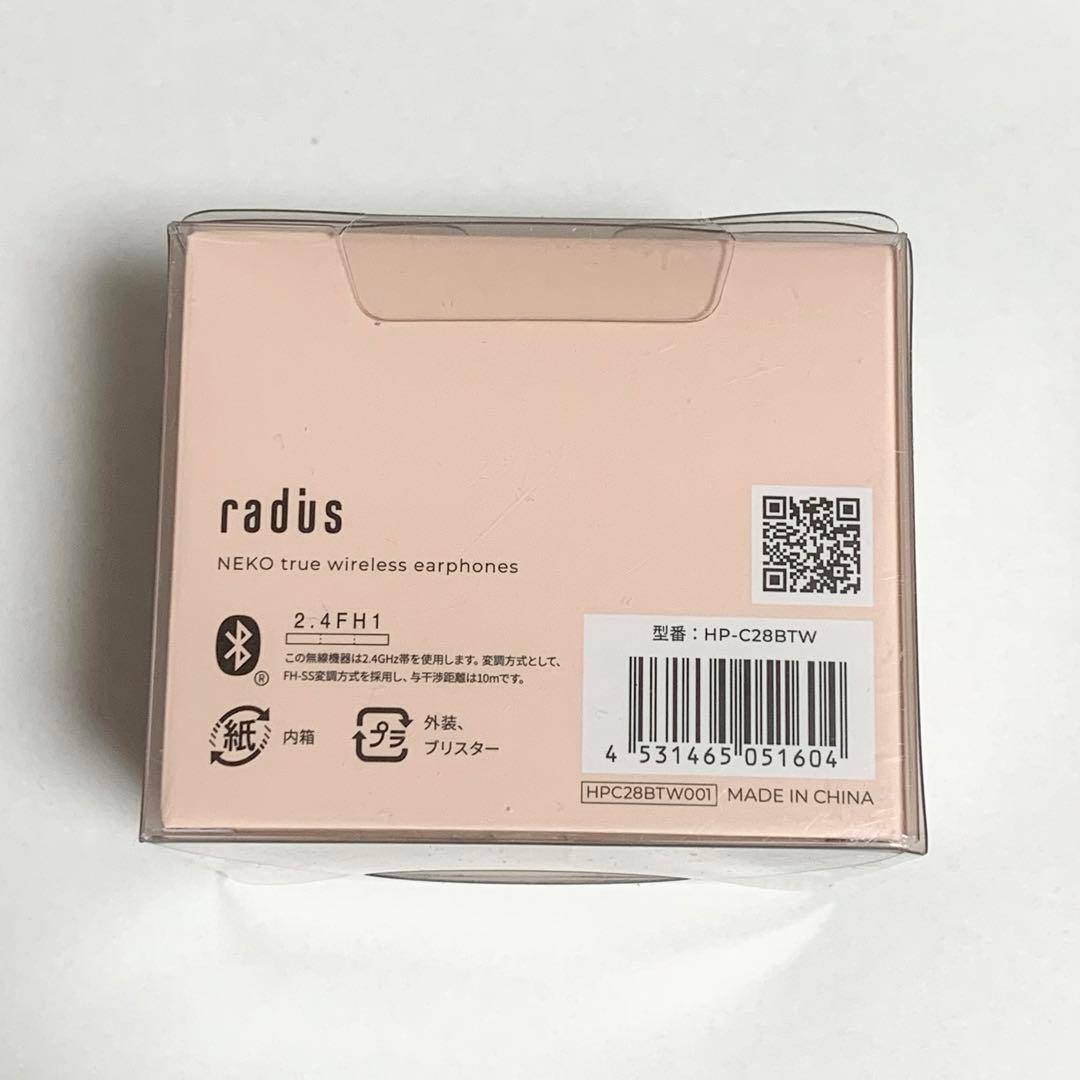 radius
NEKO true wireless earphones
2.4FH1
この無線機器は2.4GHz帯を使用します。変調方式として、
FH-SS変調方式を採用し、与干渉距離は10mです。
®
紙
内箱
プラ
外装、
ブリスター
型番：HP-C28BTW
4 531465 051604
HPC28BTW001
MADE IN CHINA